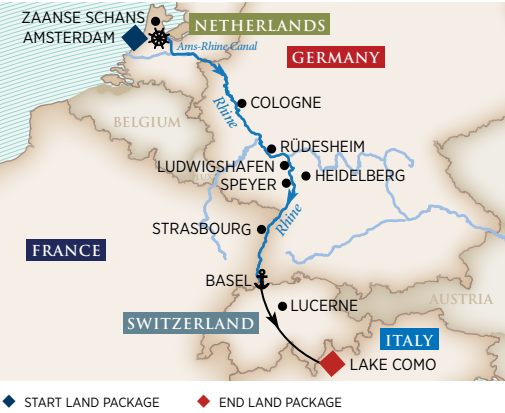 ZAANSE SCHANS
AMSTERDAM
NETHERLANDS
Ams-Rhine Canal
GERMANY
COLOGNE
Rhine
BELGIUM
RÜDESHEIM
LUDWIGSHAFEN
HEIDELBERG
SPEYER
Rhine
STRASBOURG
FRANCE
BASEL
LUCERNE
AUSTRIA
SWITZERLAND
ITALY
LAKE COMO
START LAND PACKAGE
END LAND PACKAGE